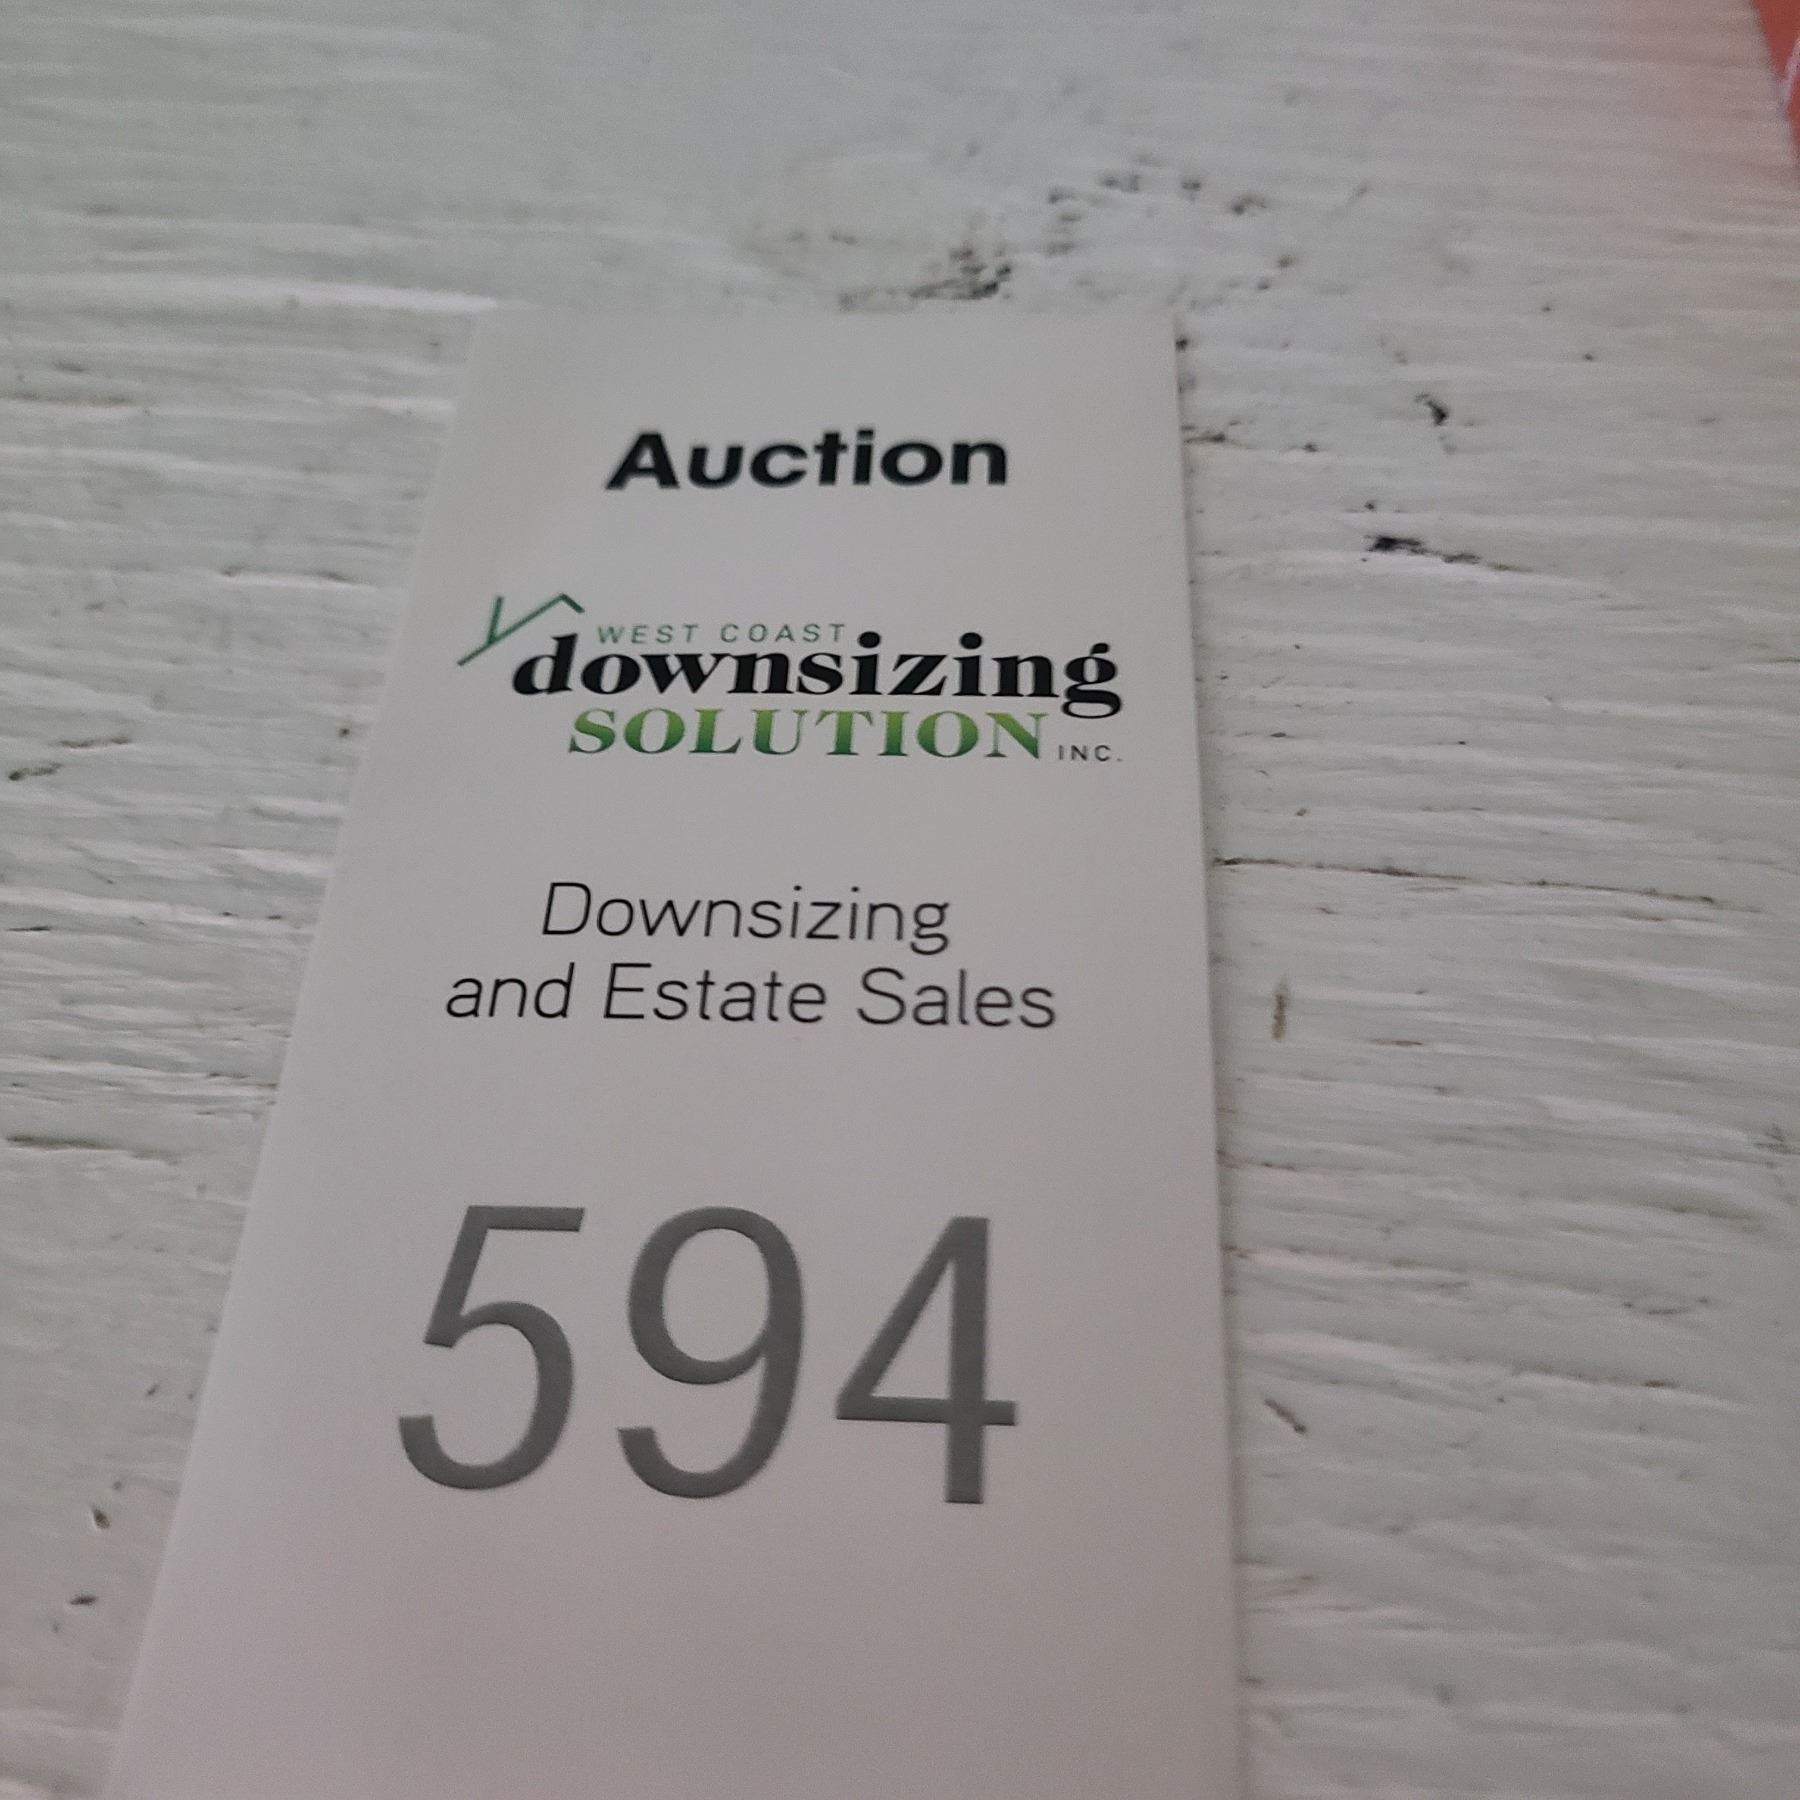 Auction
WEST COAST
downsizing
SOLUTION INC.
Downsizing
and Estate Sales
594